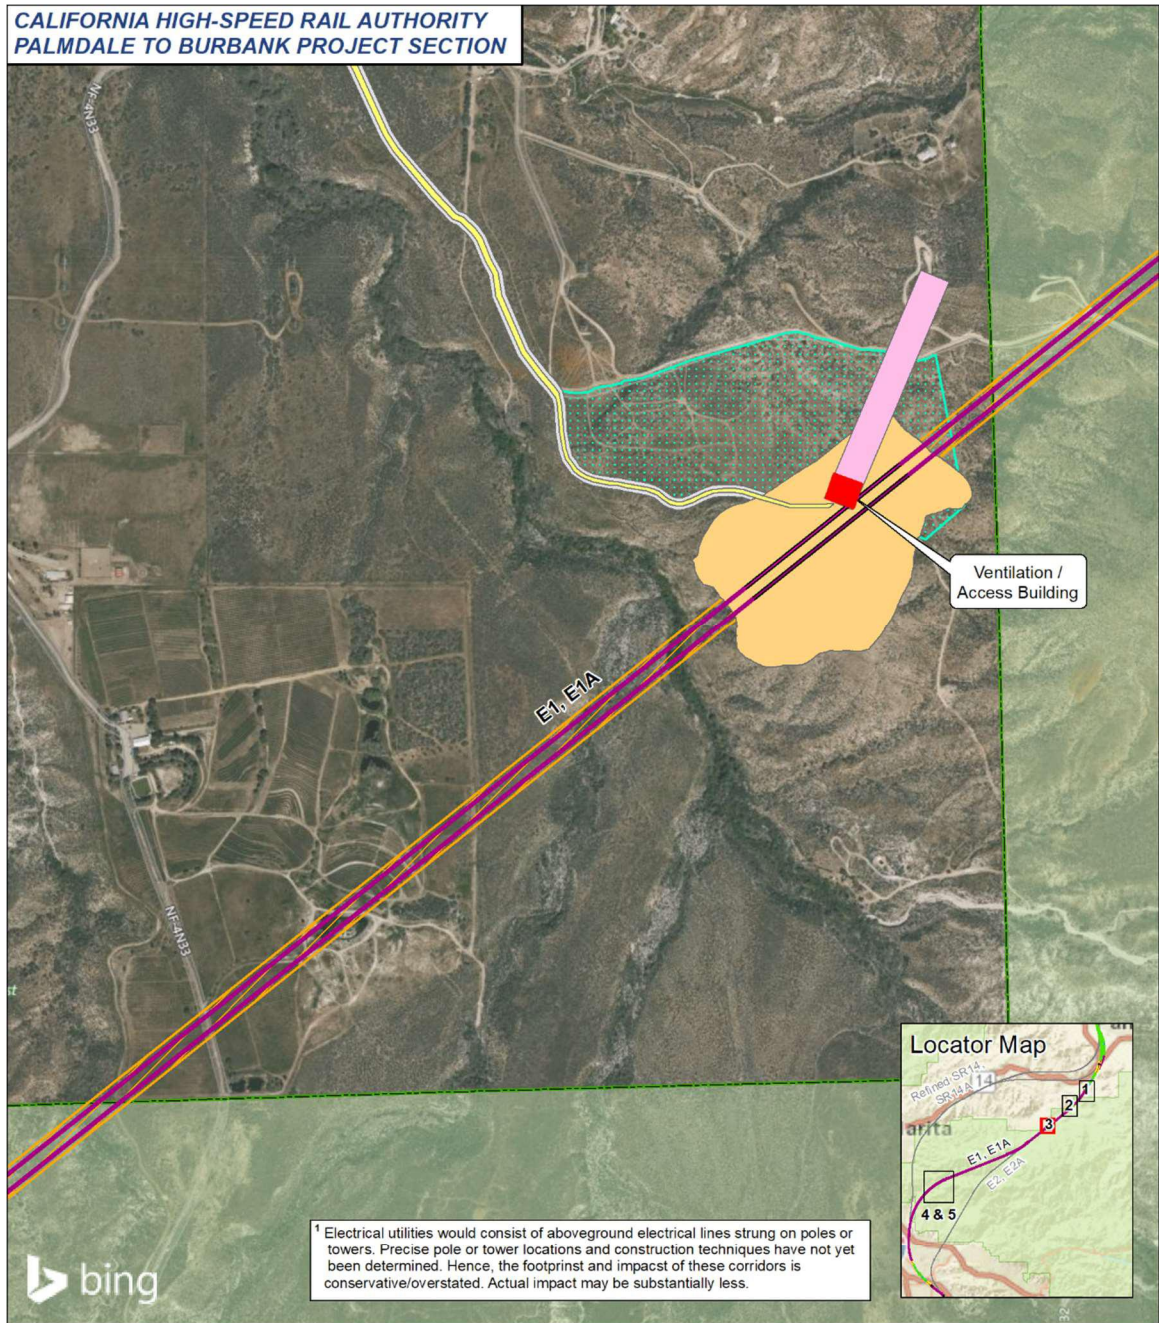 CALIFORNIA HIGH-SPEED RAIL AUTHORITY
PALMDALE TO BURBANK PROJECT SECTION
NF-4N33
Ventilation /
Access Building
E1, E1A
NF-4N33
st
Locator Map
Refined SR14,
SR14A
14
1
2
3
arita
E1, E1A
E2, E2A
4 & 5
1 Electrical utilities would consist of aboveground electrical lines strung on poles or
towers. Precise pole or tower locations and construction techniques have not yet
been determined. Hence, the footprinst and impacst of these corridors is
conservative/overstated. Actual impact may be substantially less.
bing